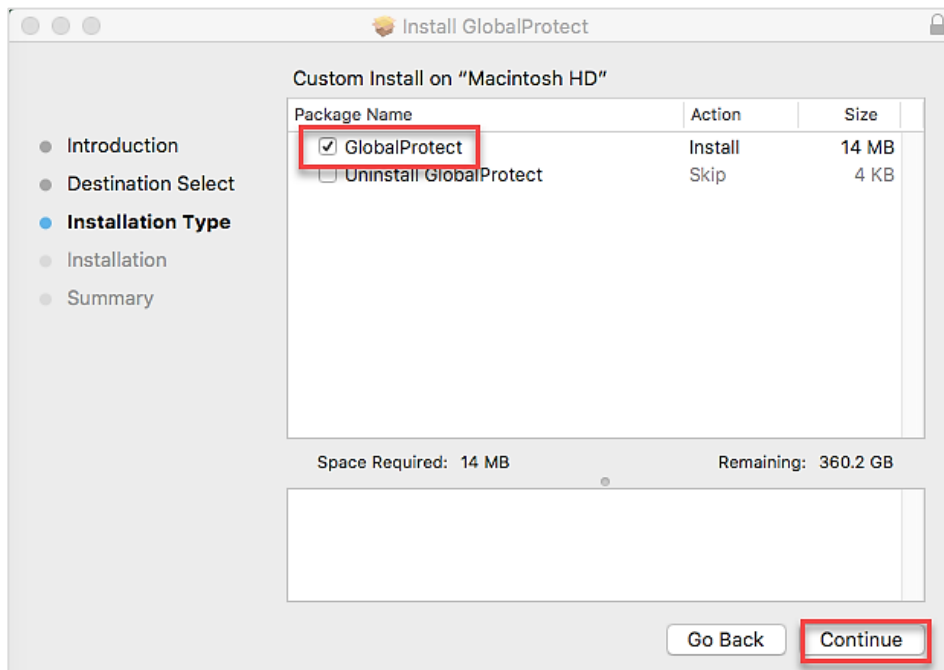 Install GlobalProtect
Custom Install on “Macintosh HD”
Package Name Action Size
GlobalProtect Install 14 MB
Uninstall GlobalProtect Skip 4 KB
Introduction
Destination Select
Installation Type
Installation
Summary
Space Required: 14 MB Remaining: 360.2 GB
Go Back Continue